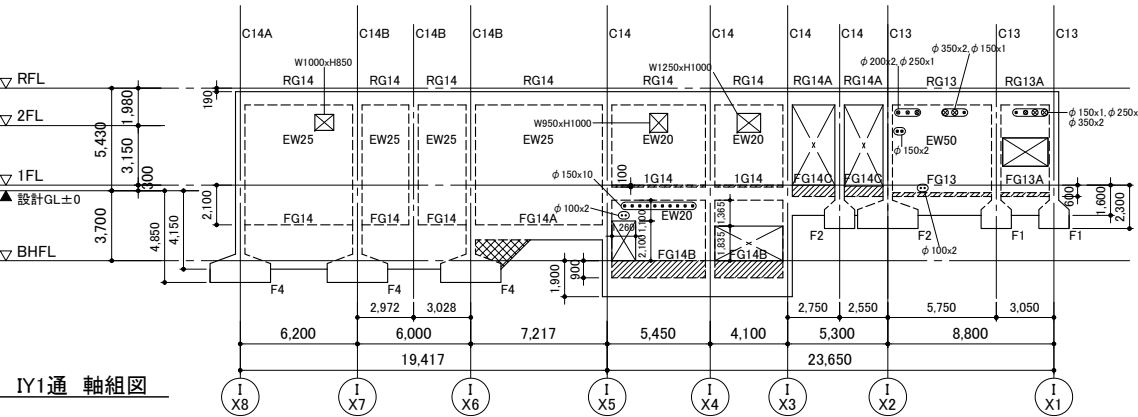 C14A C14B C14B C14B C14 C14 C14 C14 C13 C13 C13
φ350x2,φ150x1
φ200x2,φ250x1
W1000xH850
W1250xH1000
RFL
RG14 RG14 RG14 RG14 RG14 RG14 RG14A RG14A RG13 RG13A
190
1,980
φ150x1,φ250x
φ350x2
2FL
W950xH1000
EW25 EW25 EW25 EW25 EW20 EW20 EW50
φ150x2
5,430
3,150
300
φ150x10
100
1FL
1G14 1G14 FG14C FG14C FG13 FG13A
設計GL±0
600
1,600
2,300
2,100
φ100x2
EW20
1,100
1,365
FG14 FG14 FG14 FG14A
260
3,700
4,850
4,150
2,100
1,835
F2 F2 F1 F1
φ100x2
BHFL
FG14B FG14B
900
1,900
F4 F4 F4
2,972 3,028 2,750 2,550 5,750 3,050
6,200 6,000 7,217 5,450 4,100 5,300 8,800
19,417 23,650
IY1通 軸組図
I I I I I I I I
X8 X7 X6 X5 X4 X3 X2 X1